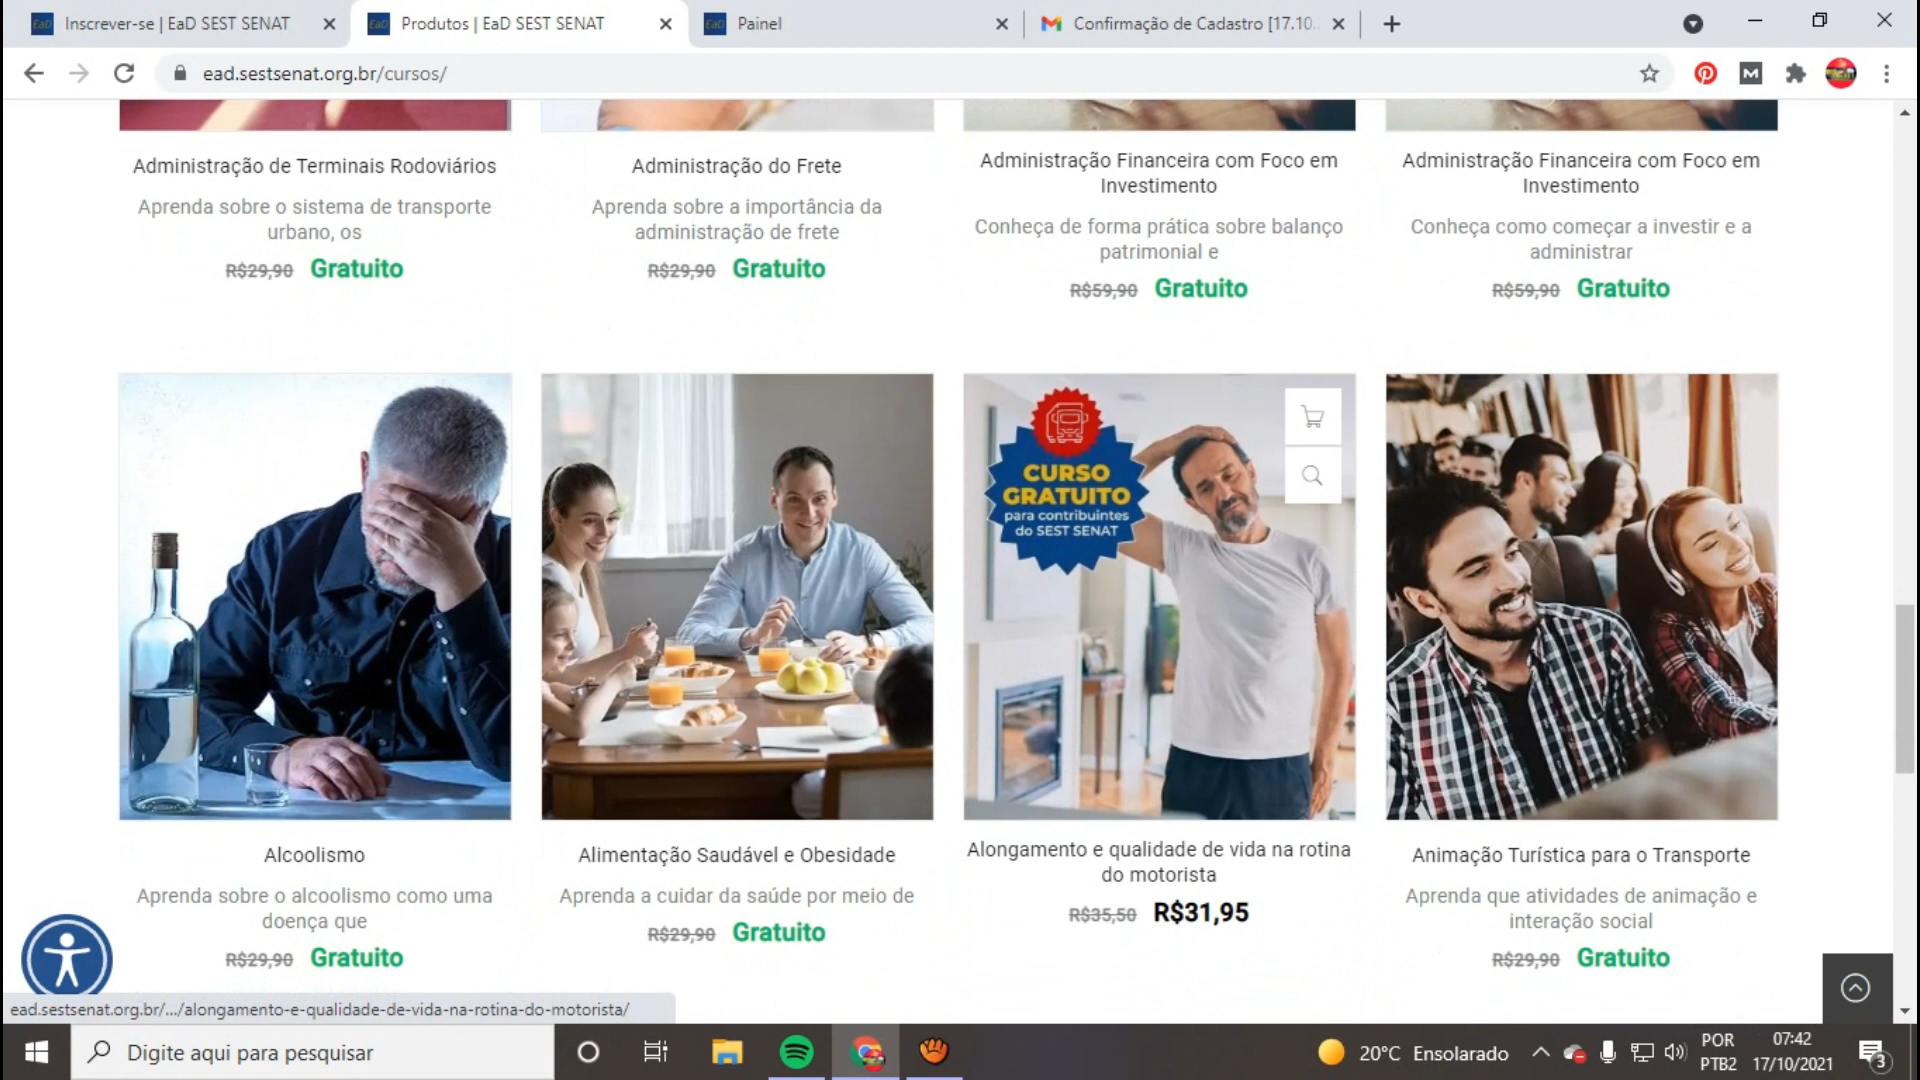 Inscrever-se | EaD SEST SENAT
Produtos | EaD SEST SENAT
Painel
Confirmação de Cadastro [17.10.
ead.sestsenat.org.br/cursos/
Administração de Terminais Rodoviários
Aprenda sobre o sistema de transporte
urbano, os
R$29,90 Gratuito
Administração do Frete
Aprenda sobre a importância da
administração de frete
R$29,90 Gratuito
Administração Financeira com Foco em
Investimento
Conheça de forma prática sobre balanço
patrimonial e
R$59,90 Gratuito
Administração Financeira com Foco em
Investimento
Conheça como começar a investir e a
administrar
R$59,90 Gratuito
CURSO
GRATUITO
para contribuintes
do SEST SENAT
Alcoolismo
Aprenda sobre o alcoolismo como uma
doença que
R$29,90 Gratuito
Alimentação Saudável e Obesidade
Aprenda a cuidar da saúde por meio de
R$29,90 Gratuito
Alongamento e qualidade de vida na rotina
do motorista
R$35,50 R$31,95
Animação Turística para o Transporte
Aprenda que atividades de animação e
interação social
R$29,90 Gratuito
ead.sestsenat.org.br/.../alongamento-e-qualidade-de-vida-na-rotina-do-motorista/
Digite aqui para pesquisar
20°C Ensolarado
POR
PTB2
07:42
17/10/2021
3